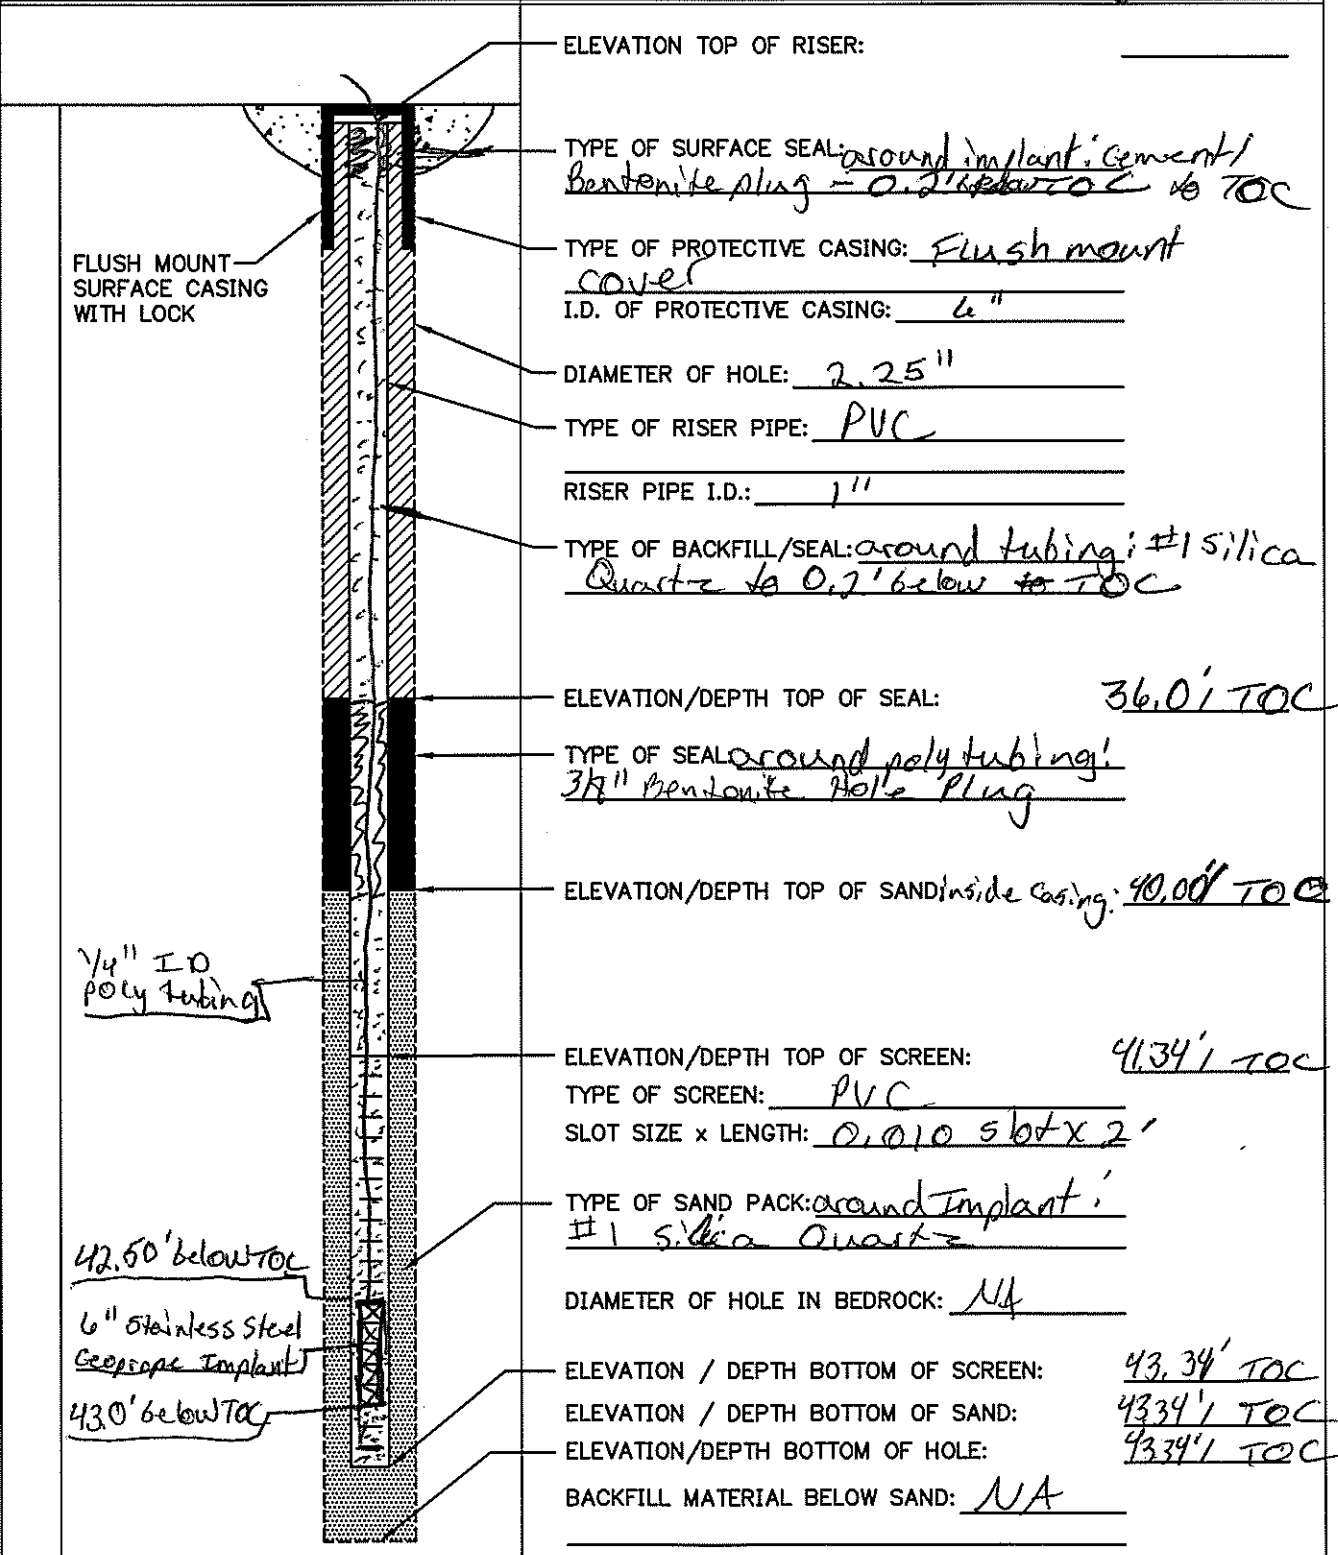 ELEVATION TOP OF RISER:
TYPE OF SURFACE SEAL: around implant: cement/
Bentonite plug - 0.2' below TOC to TOC
FLUSH MOUNT
SURFACE CASING
WITH LOCK
TYPE OF PROTECTIVE CASING: Flush mount
cover
I.D. OF PROTECTIVE CASING:
DIAMETER OF HOLE: 2.25"
TYPE OF RISER PIPE: PVC
RISER PIPE I.D.: 1"
TYPE OF BACKFILL/SEAL: around tubing: #1 Silica
Quartz to 0.2' below TOC
ELEVATION/DEPTH TOP OF SEAL: 36.0'/ TOC
TYPE OF SEAL around poly tubing:
3/8" Bentonite Hole Plug
ELEVATION/DEPTH TOP OF SAND inside casing: 40.00'/ TOC
1/4" ID
poly tubing
ELEVATION/DEPTH TOP OF SCREEN: 41.34'/ TOC
TYPE OF SCREEN: PVC
SLOT SIZE x LENGTH: 0.010 slot x 2'
TYPE OF SAND PACK: around Implant:
#1 silica Quartz
42.50' below TOC
6" Stainless Steel
Geoprope Implant
43.0' below TOC
DIAMETER OF HOLE IN BEDROCK: NA
ELEVATION / DEPTH BOTTOM OF SCREEN: 43.34' TOC
ELEVATION / DEPTH BOTTOM OF SAND: 43.34'/ TOC
ELEVATION/DEPTH BOTTOM OF HOLE: 43.34'/ TOC
BACKFILL MATERIAL BELOW SAND: NA